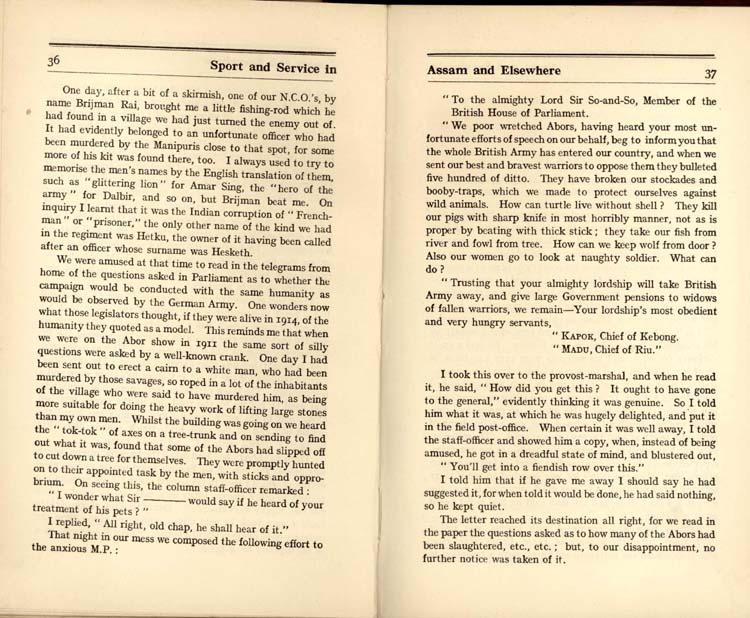 36
Sport and Service in
One day, after a bit of a skirmish, one of our N.C.O.'s, by
name Brijman Rai, brought me a little fishing-rod which he
had found in a village we had just turned the enemy out of.
It had evidently belonged to an unfortunate officer who had
been murdered by the Manipuris close to that spot, for some
more of his kit was found there, too. I always used to try to
memorise the men's names by the English translation of them,
such as "glittering lion" for Amar Sing, the "hero of the
army" for Dalbir, and so on, but Brijman beat me. On
inquiry I learnt that it was the Indian corruption of "French-
man" or "prisoner," the only other name of the kind we had
in the regiment was Hetku, the owner of it having been called
after an officer whose surname was Hesketh.
We were amused at that time to read in the telegrams from
home of the questions asked in Parliament as to whether the
campaign would be conducted with the same humanity as
would be observed by the German Army. One wonders now
what those legislators thought, if they were alive in 1914, of the
humanity they quoted as a model. This reminds me that when
we were on the Abor show in 1911 the same sort of silly
questions were asked by a well-known crank. One day I had
been sent out to erect a cairn to a white man, who had been
murdered by those savages, so roped in a lot of the inhabitants
of the village who were said to have murdered him, as being
more suitable for doing the heavy work of lifting large stones
than my own men. Whilst the building was going on we heard
the "tok-tok" of axes on a tree-trunk and on sending to find
out what it was, found that some of the Abors had slipped off
to cut down a tree for themselves. They were promptly hunted
on to their appointed task by the men, with sticks and oppro-
brium. On seeing this, the column staff-officer remarked:
"I wonder what Sir ——— would say if he heard of your
treatment of his pets?"
I replied, "All right, old chap, he shall hear of it."
That night in our mess we composed the following effort to
the anxious M.P.:
Assam and Elsewhere
37
"To the almighty Lord Sir So-and-So, Member of the
British House of Parliament.
"We poor wretched Abors, having heard your most un-
fortunate efforts of speech on our behalf, beg to inform you that
the whole British Army has entered our country, and when we
sent our best and bravest warriors to oppose them they bulleted
five hundred of ditto. They have broken our stockades and
booby-traps, which we made to protect ourselves against
wild animals. How can turtle live without shell? They kill
our pigs with sharp knife in most horribly manner, not as is
proper by beating with thick stick; they take our fish from
river and fowl from tree. How can we keep wolf from door?
Also our women go to look at naughty soldier. What can
do?
"Trusting that your almighty lordship will take British
Army away, and give large Government pensions to widows
of fallen warriors, we remain—Your lordship's most obedient
and very hungry servants,
"KAPOK, Chief of Kebong.
"MADU, Chief of Riu."
I took this over to the provost-marshal, and when he read
it, he said, "How did you get this? It ought to have gone
to the general," evidently thinking it was genuine. So I told
him what it was, at which he was hugely delighted, and put it
in the field post-office. When certain it was well away, I told
the staff-officer and showed him a copy, when, instead of being
amused, he got in a dreadful state of mind, and blustered out,
"You'll get into a fiendish row over this."
I told him that if he gave me away I should say he had
suggested it, for when told it would be done, he had said nothing,
so he kept quiet.
The letter reached its destination all right, for we read in
the paper the questions asked as to how many of the Abors had
been slaughtered, etc., etc.; but, to our disappointment, no
further notice was taken of it.